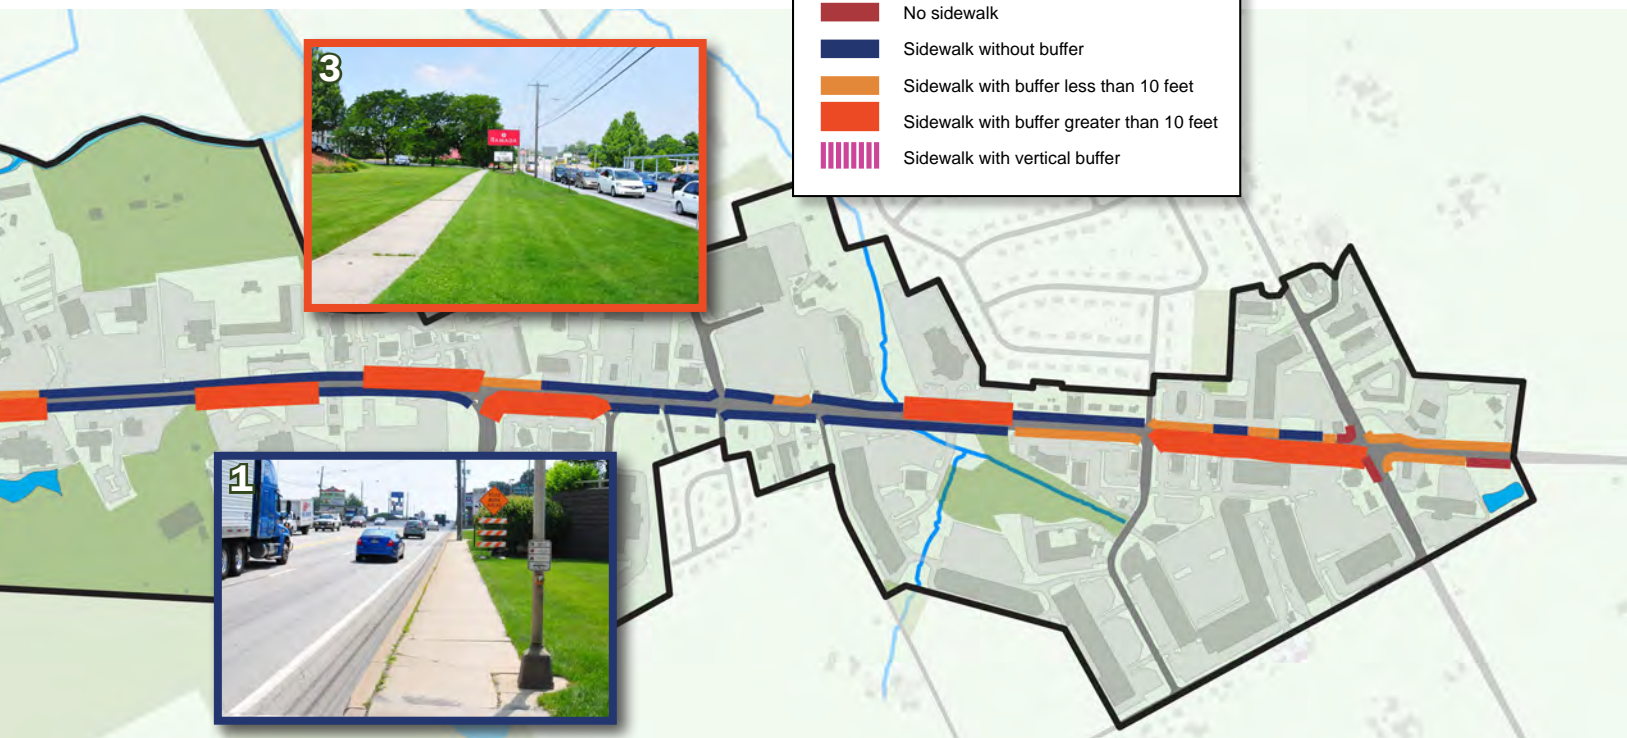 No sidewalk
Sidewalk without buffer
Sidewalk with buffer less than 10 feet
Sidewalk with buffer greater than 10 feet
Sidewalk with vertical buffer
3
RAMADA
1